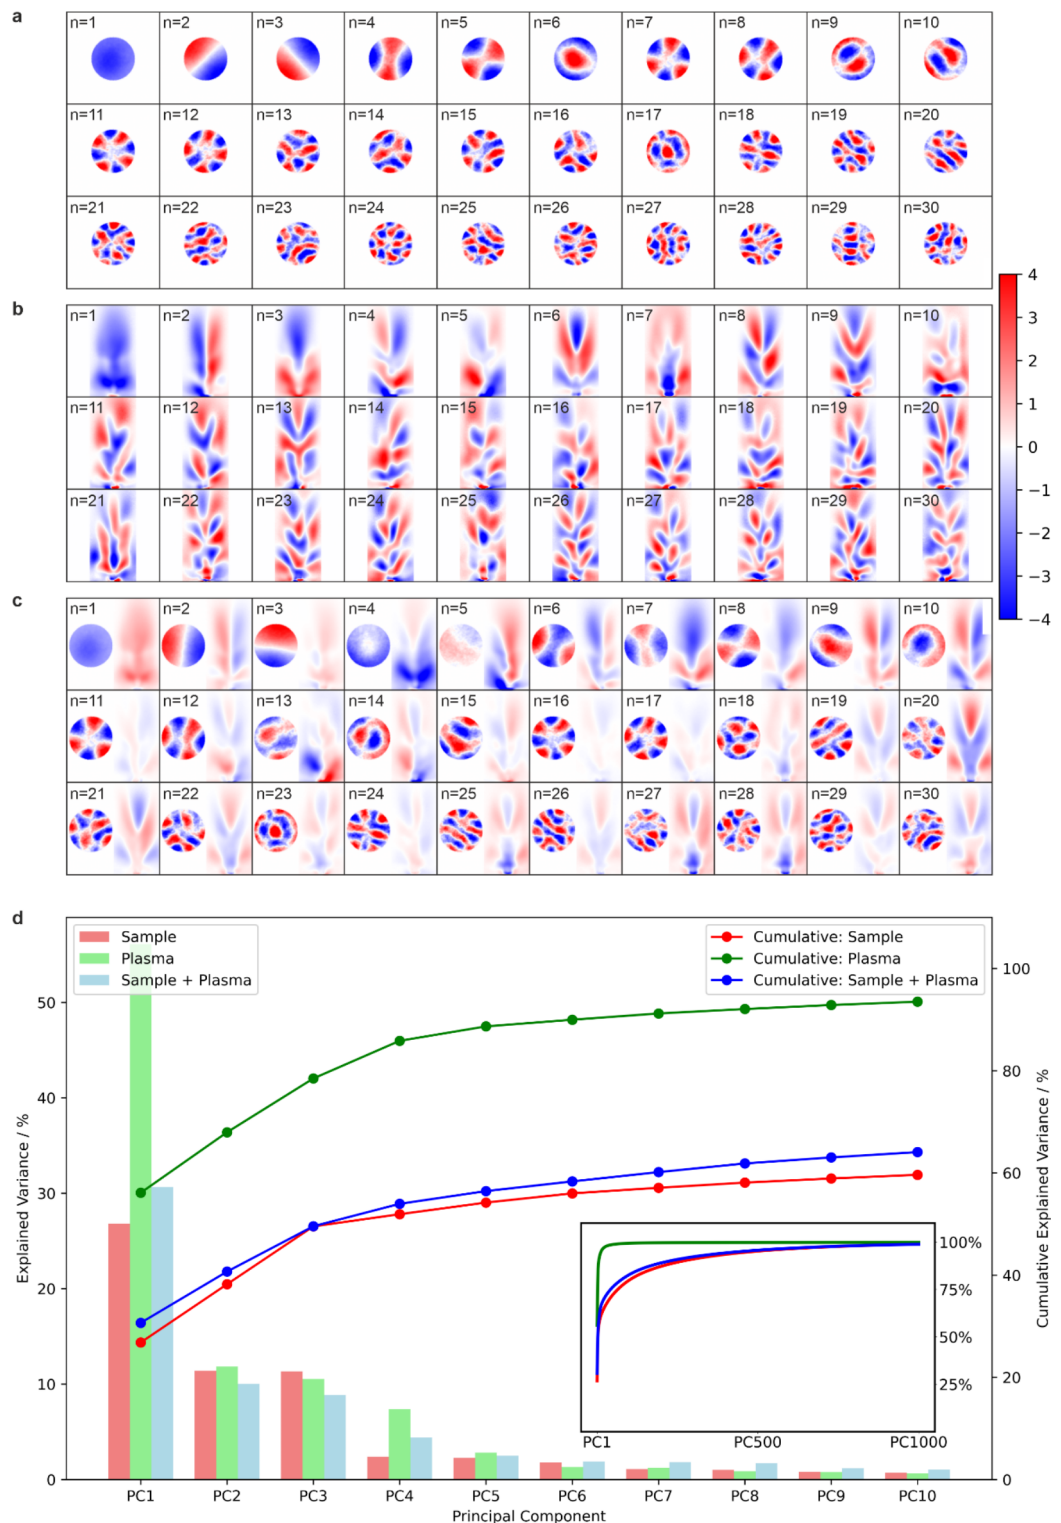 a
n=1 n=2 n=3 n=4 n=5 n=6 n=7 n=8 n=9 n=10
n=11 n=12 n=13 n=14 n=15 n=16 n=17 n=18 n=19 n=20
n=21 n=22 n=23 n=24 n=25 n=26 n=27 n=28 n=29 n=30
b
n=1 n=2 n=3 n=4 n=5 n=6 n=7 n=8 n=9 n=10
n=11 n=12 n=13 n=14 n=15 n=16 n=17 n=18 n=19 n=20
n=21 n=22 n=23 n=24 n=25 n=26 n=27 n=28 n=29 n=30
4
3
2
1
0
−1
−2
−3
−4
c
n=1 n=2 n=3 n=4 n=5 n=6 n=7 n=8 n=9 n=10
n=11 n=12 n=13 n=14 n=15 n=16 n=17 n=18 n=19 n=20
n=21 n=22 n=23 n=24 n=25 n=26 n=27 n=28 n=29 n=30
d
Sample
Plasma
Sample + Plasma
Cumulative: Sample
Cumulative: Plasma
Cumulative: Sample + Plasma
Explained Variance / %
50
40
30
20
10
0
100
80
60
40
20
0
Cumulative Explained Variance / %
100%
75%
50%
25%
PC1 PC500 PC1000
PC1 PC2 PC3 PC4 PC5 PC6 PC7 PC8 PC9 PC10
Principal Component